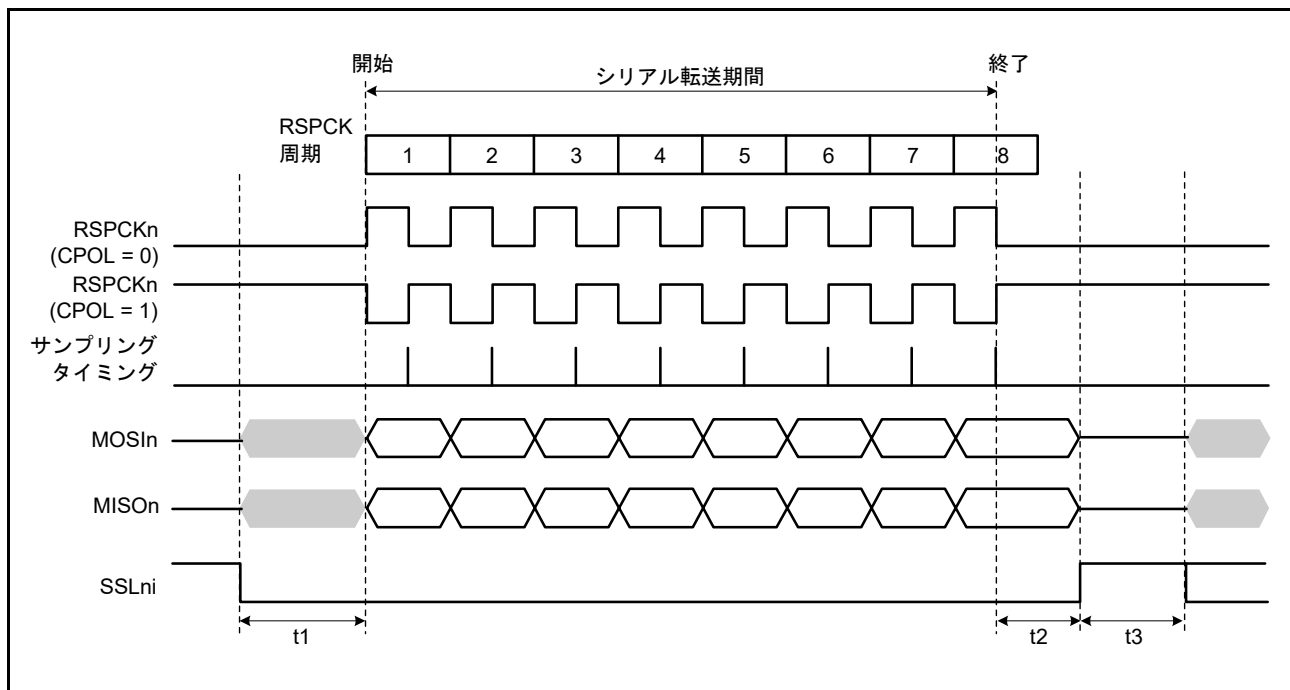 開始
シリアル転送期間
終了
RSPCK
周期
1 2 3 4 5 6 7 8
RSPCKn
(CPOL = 0)
RSPCKn
(CPOL = 1)
サンプリング
タイミング
MOSIn
MISOn
SSLni
t1
t2
t3